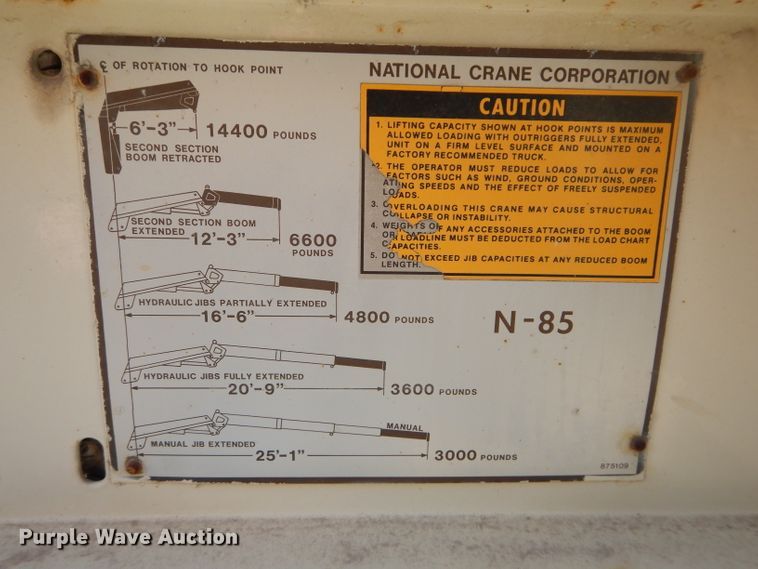 ℄ OF ROTATION TO HOOK POINT
6'-3" 14400 POUNDS
SECOND SECTION
BOOM RETRACTED
SECOND SECTION BOOM
EXTENDED
12'-3" 6600
POUNDS
HYDRAULIC JIBS PARTIALLY EXTENDED
16'-6" 4800 POUNDS
HYDRAULIC JIBS FULLY EXTENDED
20'-9" 3600
POUNDS
MANUAL
MANUAL JIB EXTENDED
25'-1" 3000 POUNDS
NATIONAL CRANE CORPORATION
CAUTION
1. LIFTING CAPACITY SHOWN AT HOOK POINTS IS MAXIMUM
ALLOWED LOADING WITH OUTRIGGERS FULLY EXTENDED,
UNIT ON A FIRM LEVEL SURFACE AND MOUNTED ON A
FACTORY RECOMMENDED TRUCK.
2. THE OPERATOR MUST REDUCE LOADS TO ALLOW FOR
FACTORS SUCH AS WIND, GROUND CONDITIONS, OPER-
ATING SPEEDS AND THE EFFECT OF FREELY SUSPENDED
LOADS.
3. OVERLOADING THIS CRANE MAY CAUSE STRUCTURAL
COLLAPSE OR INSTABILITY.
4. WEIGHTS OF ANY ACCESSORIES ATTACHED TO THE BOOM
OR LOADLINE MUST BE DEDUCTED FROM THE LOAD CHART
CAPACITIES.
5. DO NOT EXCEED JIB CAPACITIES AT ANY REDUCED BOOM
LENGTH.
N-85
875109
Purple Wave Auction